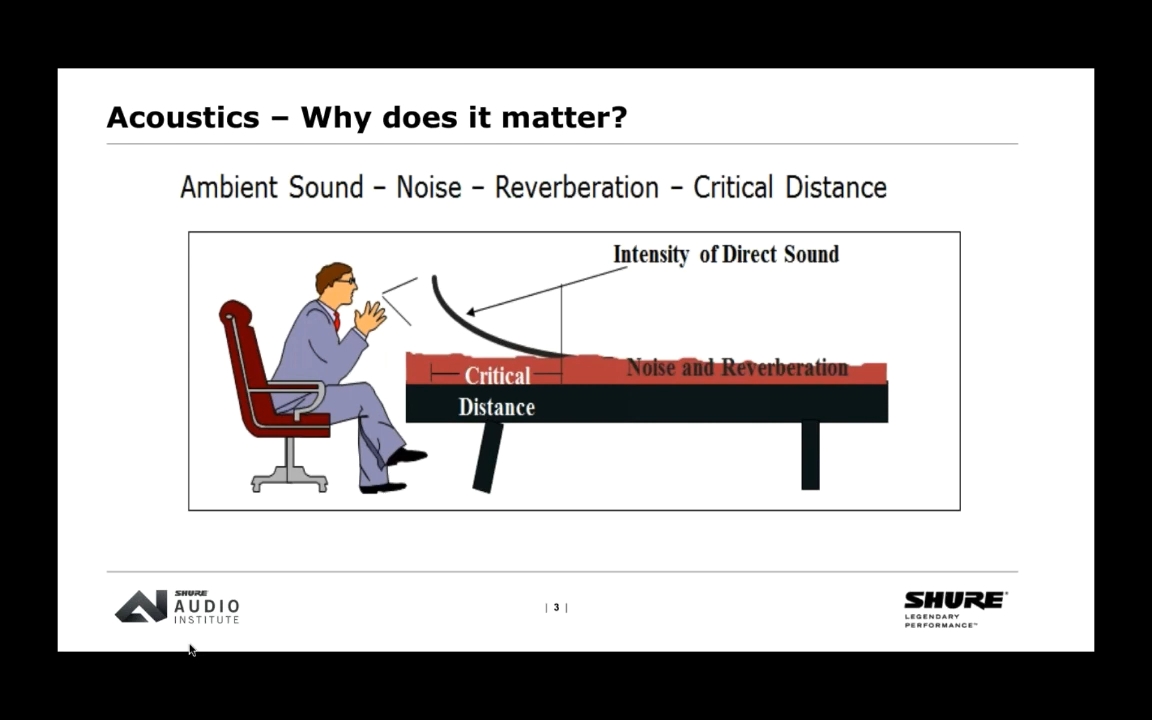 Acoustics – Why does it matter?
Ambient Sound – Noise – Reverberation – Critical Distance
Intensity of Direct Sound
Noise and Reverberation
Critical
Distance
SHURE
AUDIO
INSTITUTE
| 3 |
SHURE®
LEGENDARY
PERFORMANCE™